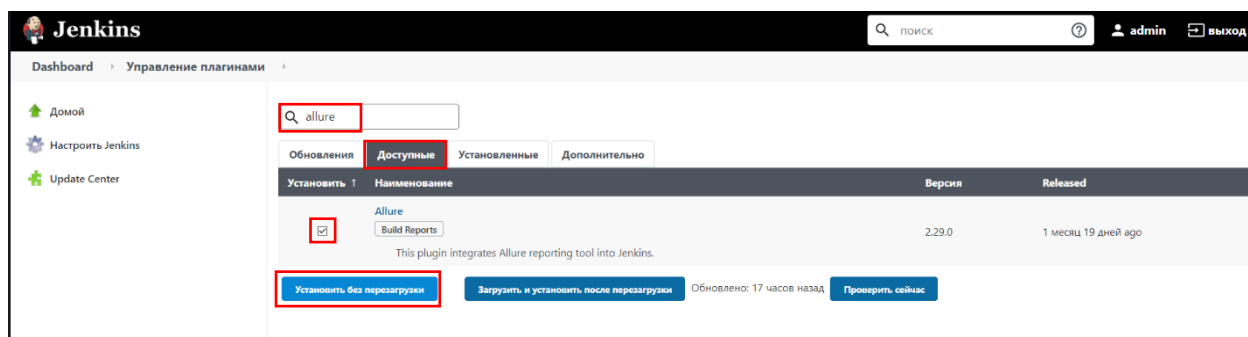 Jenkins
поиск
admin
выход
Dashboard
Управление плагинами
Домой
Настроить Jenkins
Update Center
allure
Обновления Доступные Установленные Дополнительно
Установить ↑ Наименование Версия Released
Allure
Build Reports
This plugin integrates Allure reporting tool into Jenkins.
2.29.0
1 месяц 19 дней ago
Установить без перезагрузки
Загрузить и установить после перезагрузки
Обновлено: 17 часов назад
Проверить сейчас